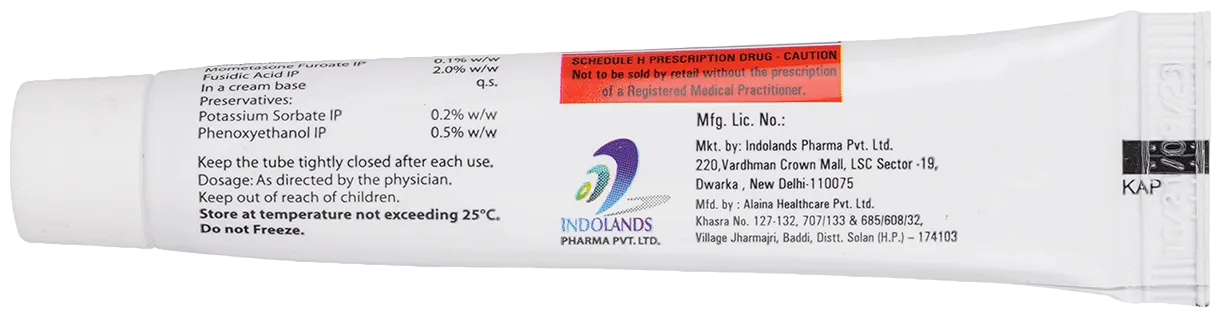 Mometasone Furoate IP 0.1% w/w
Fusidic Acid IP 2.0% w/w
In a cream base q.s.
Preservatives:
Potassium Sorbate IP 0.2% w/w
Phenoxyethanol IP 0.5% w/w
Keep the tube tightly closed after each use.
Dosage: As directed by the physician.
Keep out of reach of children.
Store at temperature not exceeding 25°C.
Do not Freeze.
SCHEDULE H PRESCRIPTION DRUG - CAUTION
Not to be sold by retail without the prescription
of a Registered Medical Practitioner.
INDOLANDS
PHARMA PVT. LTD.
Mfg. Lic. No.:
Mkt. by: Indolands Pharma Pvt. Ltd.
220,Vardhman Crown Mall, LSC Sector -19,
Dwarka , New Delhi-110075
Mfd. by : Alaina Healthcare Pvt. Ltd.
Khasra No. 127-132, 707/133 & 685/608/32,
Village Jharmajri, Baddi, Distt. Solan (H.P.) – 174103
KAP